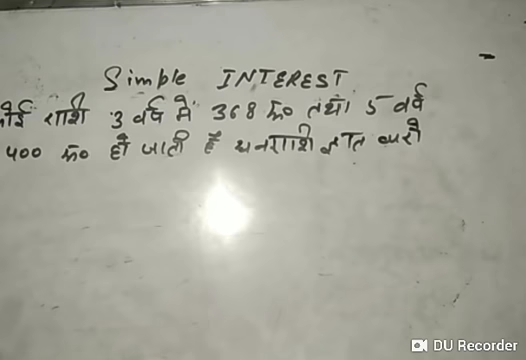 Simple INTEREST
कोई राशि 3 वर्ष में 368 रू० तथा 5 वर्ष
400 रू० हो जाती है धनराशि ज्ञात करो
DU Recorder